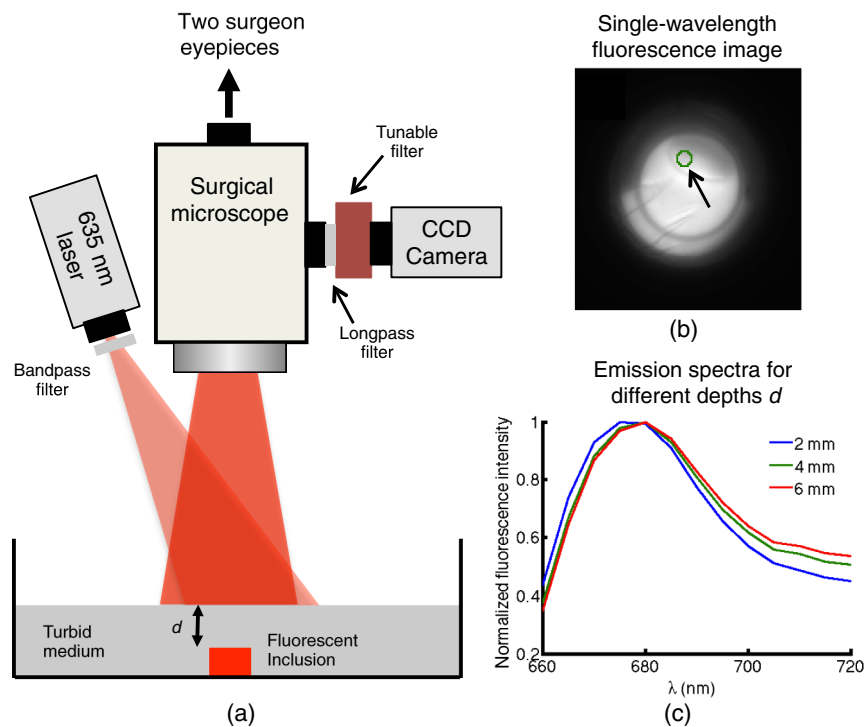 Two surgeon
eyepieces
Tunable
filter
Surgical
microscope
CCD
Camera
635 nm
laser
Longpass
filter
Bandpass
filter
d
Turbid
medium
Fluorescent
Inclusion
(a)
Single-wavelength
fluorescence image
(b)
Emission spectra for
different depths d
Normalized fluorescence intensity
1
0.8
0.6
0.4
0.2
2 mm
4 mm
6 mm
660
680
700
720
λ (nm)
(c)